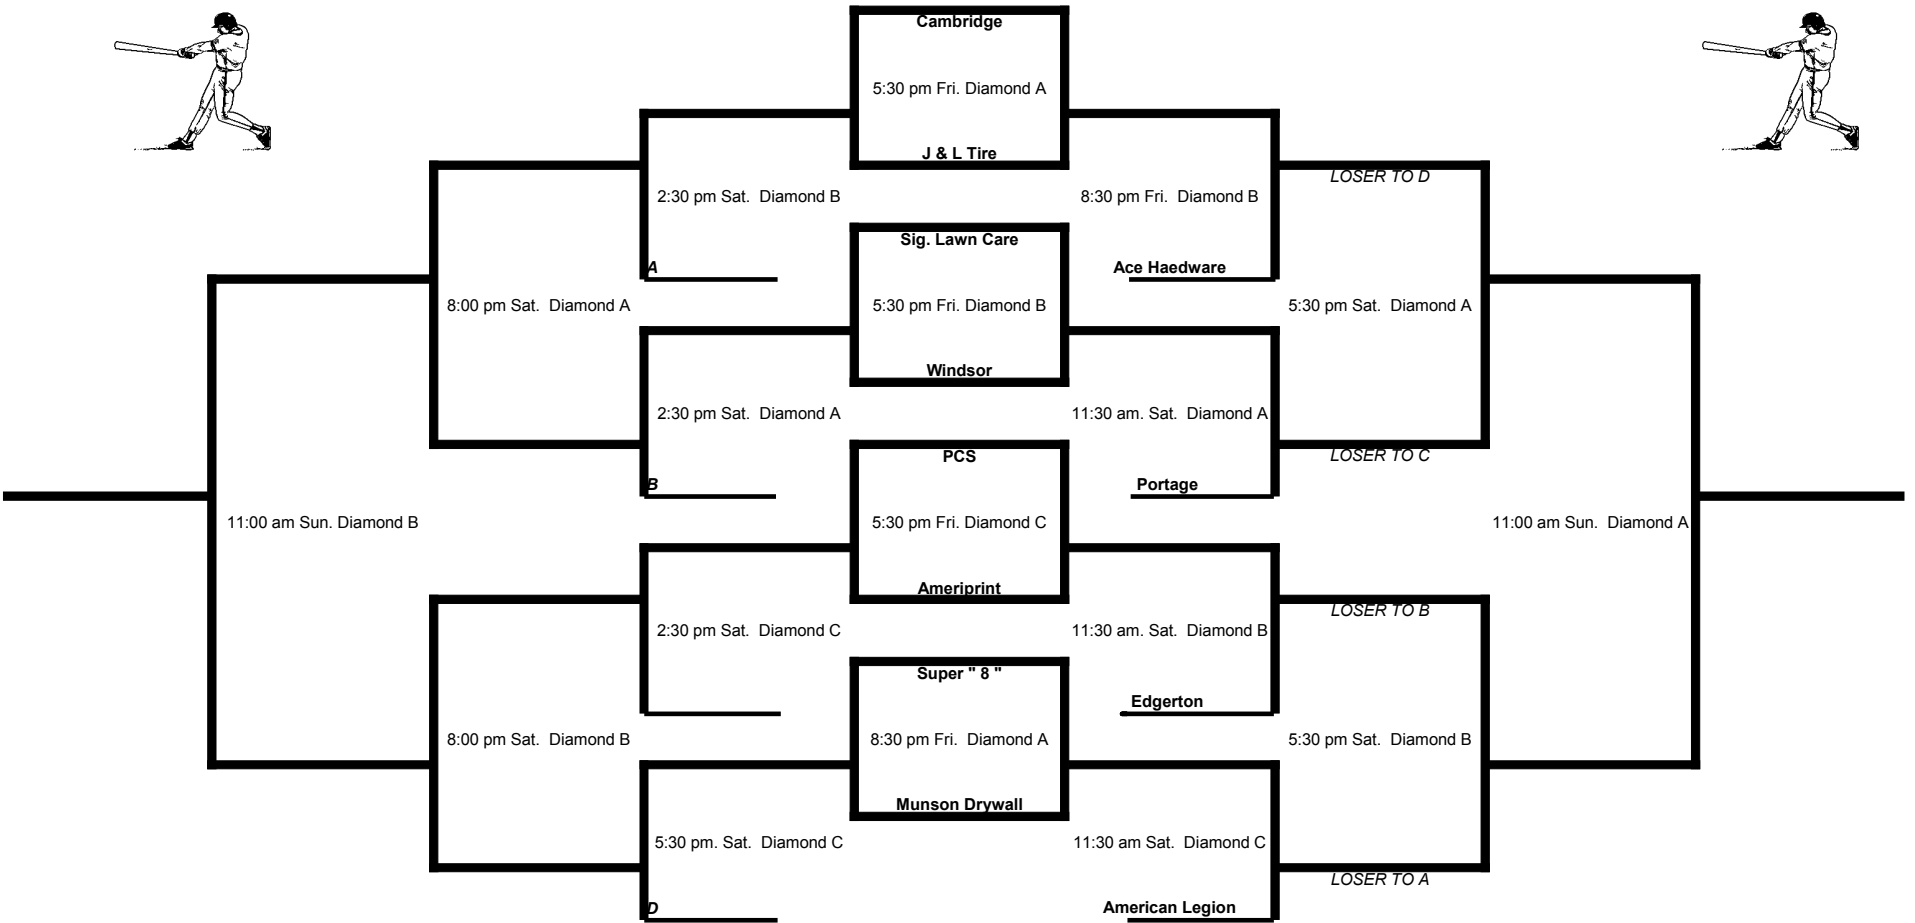 Cambridge
5:30 pm Fri. Diamond A
J & L Tire
LOSER TO D
2:30 pm Sat.  Diamond B
8:30 pm Fri.  Diamond B
Sig. Lawn Care
A
Ace Haedware
8:00 pm Sat.  Diamond A
5:30 pm Fri. Diamond B
5:30 pm Sat.  Diamond A
Windsor
2:30 pm Sat.  Diamond A
11:30 am. Sat.  Diamond A
PCS
LOSER TO C
B
Portage
11:00 am Sun. Diamond B
5:30 pm Fri. Diamond C
11:00 am Sun.  Diamond A
Ameriprint
LOSER TO B
2:30 pm Sat.  Diamond C
11:30 am. Sat.  Diamond B
Super " 8 "
Edgerton
8:00 pm Sat.  Diamond B
8:30 pm Fri.  Diamond A
5:30 pm Sat.  Diamond B
Munson Drywall
5:30 pm. Sat.  Diamond C
11:30 am Sat.  Diamond C
LOSER TO A
D
American Legion